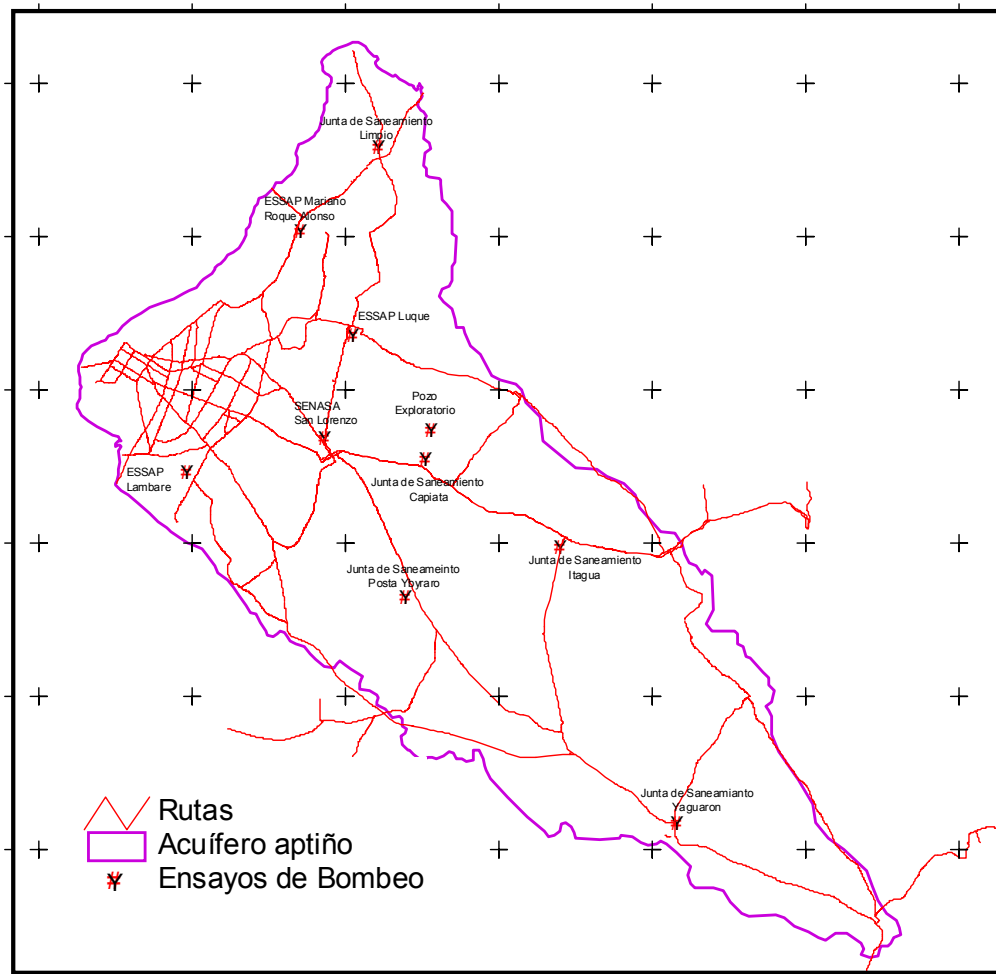 Junta de Saneamiento
Limpio
ESSAP Mariano
Roque Alonso
ESSAP Luque
Pozo
Exploratorio
SENASA
San Lorenzo
ESSAP
Lambare
Junta de Saneamiento
Capiata
Junta de Saneamiento
Itagua
Junta de Saneameinto
Posta Ybyraro
Junta de Saneamianto
Yaguaron
Rutas
Acuífero aptiño
Ensayos de Bombeo